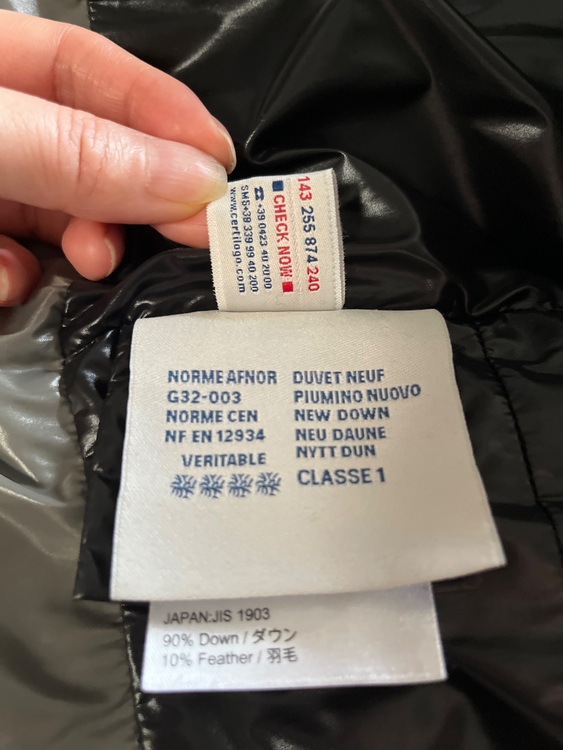 143 255 874 240
CHECK NOW
☎ +39 0423 40 20 00
SMS+39 339 99 40 200
www.certilogo.com
NORME AFNOR
G32-003
NORME CEN
NF EN 12934
VERITABLE
DUVET NEUF
PIUMINO NUOVO
NEW DOWN
NEU DAUNE
NYTT DUN
CLASSE 1
JAPAN:JIS 1903
90% Down / ダウン
10% Feather / 羽毛